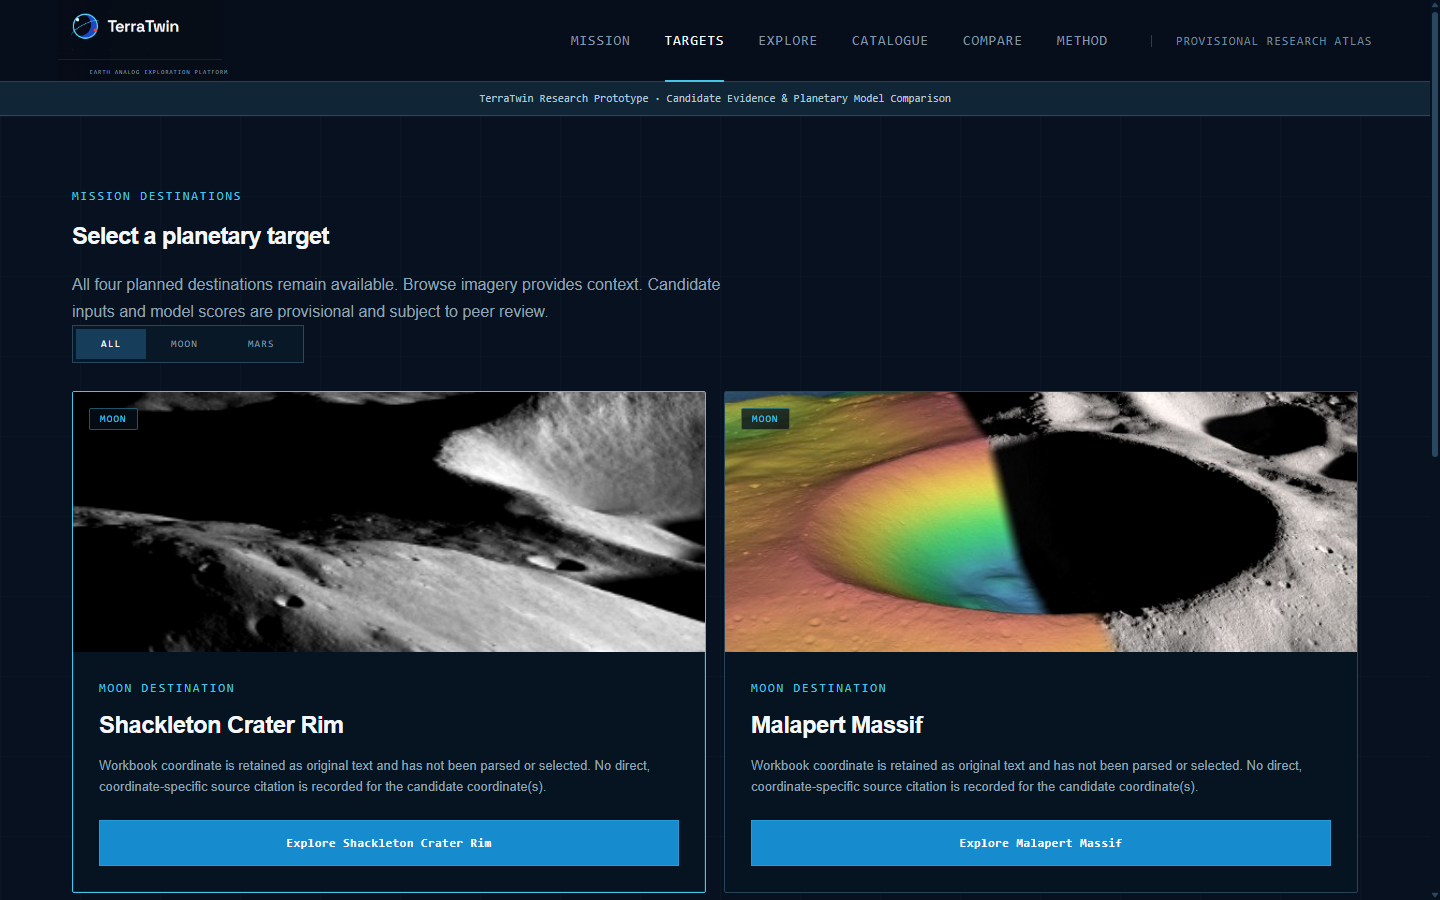 TerraTwin
EARTH ANALOG EXPLORATION PLATFORM
MISSION
TARGETS
EXPLORE
CATALOGUE
COMPARE
METHOD
PROVISIONAL RESEARCH ATLAS
TerraTwin Research Prototype · Candidate Evidence & Planetary Model Comparison
MISSION DESTINATIONS
Select a planetary target
All four planned destinations remain available. Browse imagery provides context. Candidate
inputs and model scores are provisional and subject to peer review.
ALL
MOON
MARS
MOON
MOON DESTINATION
Shackleton Crater Rim
Workbook coordinate is retained as original text and has not been parsed or selected. No direct,
coordinate-specific source citation is recorded for the candidate coordinate(s).
Explore Shackleton Crater Rim
MOON
MOON DESTINATION
Malapert Massif
Workbook coordinate is retained as original text and has not been parsed or selected. No direct,
coordinate-specific source citation is recorded for the candidate coordinate(s).
Explore Malapert Massif